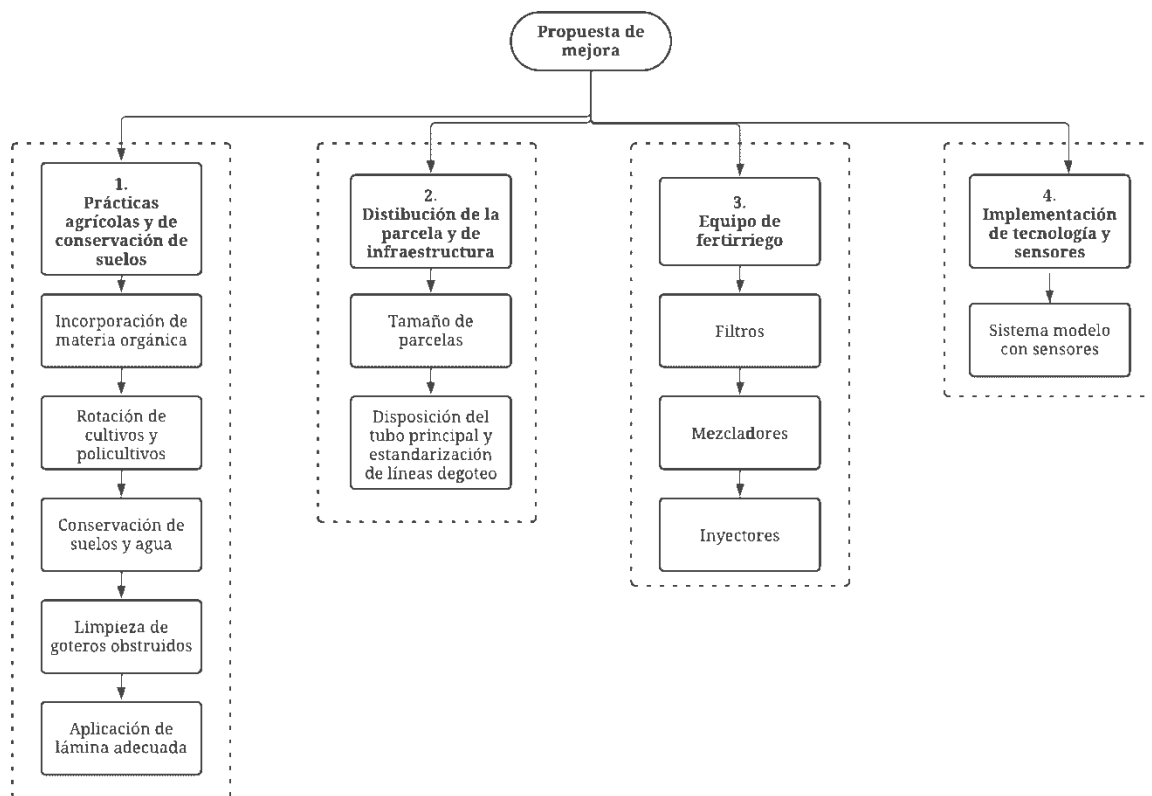 Propuesta de
mejora
1.
Prácticas
agrícolas y de
conservación de
suelos
Incorporación de
materia orgánica
Rotación de
cultivos y
policultivos
Conservación de
suelos y agua
Limpieza de
goteros obstruidos
Aplicación de
lámina adecuada
2.
Distibución de la
parcela y de
infraestructura
Tamaño de
parcelas
Disposición del
tubo principal y
estandarización
de líneas degoteo
3.
Equipo de
fertirriego
Filtros
Mezcladores
Inyectores
4.
Implementación
de tecnología y
sensores
Sistema modelo
con sensores